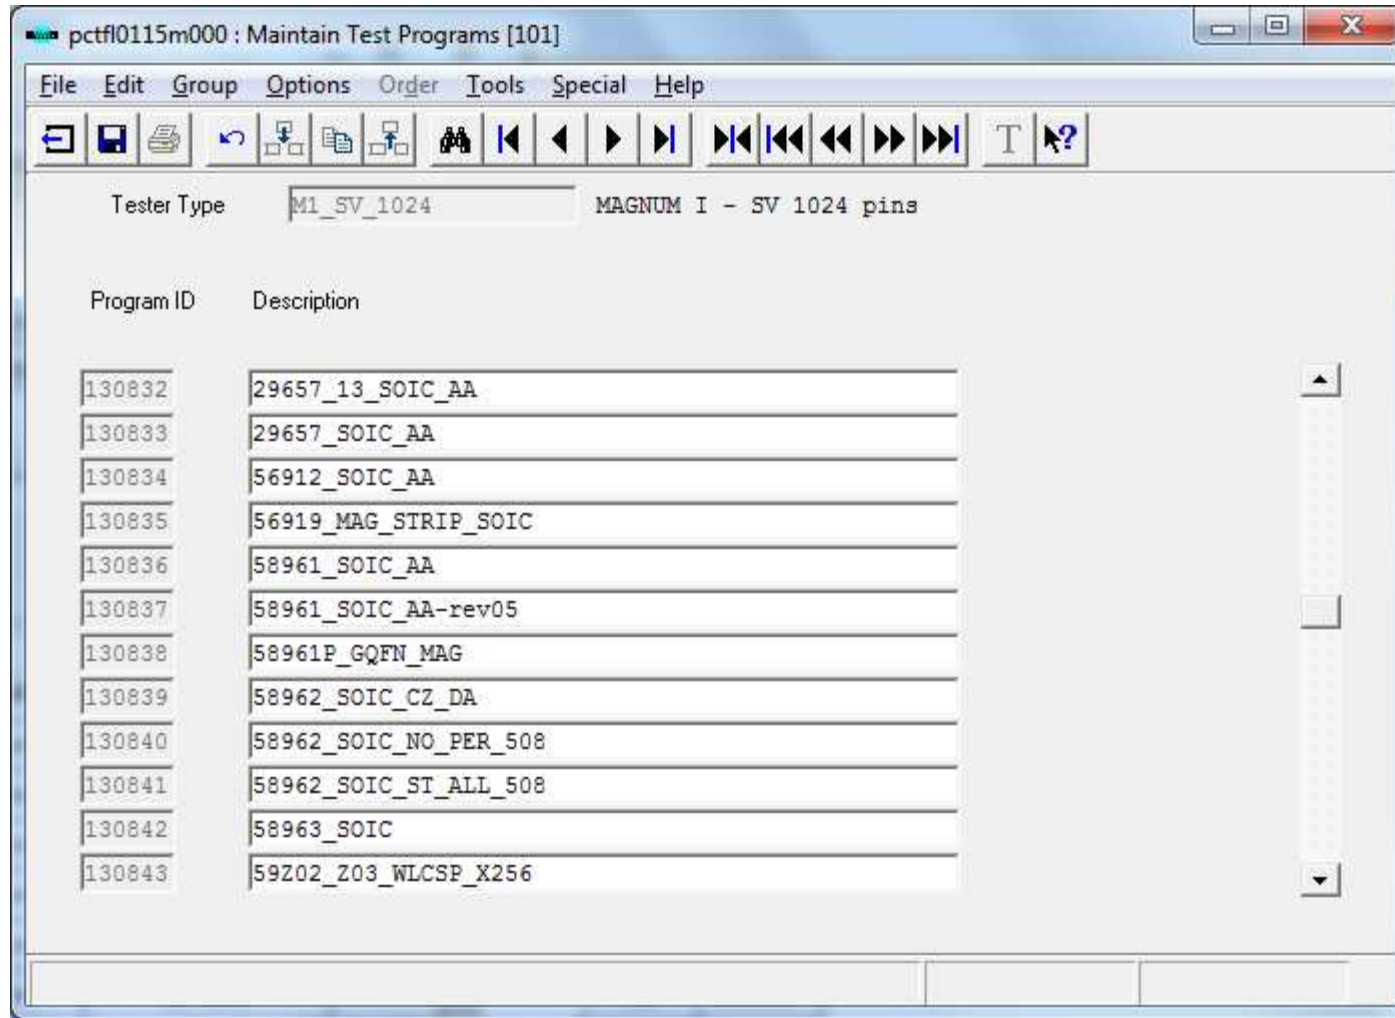 pctfl0115m000 : Maintain Test Programs [101]
File Edit Group Options Order Tools Special Help
T ?
Tester Type M1_SV_1024 MAGNUM I - SV 1024 pins
Program ID Description
130832 29657_13_SOIC_AA
130833 29657_SOIC_AA
130834 56912_SOIC_AA
130835 56919_MAG_STRIP_SOIC
130836 58961_SOIC_AA
130837 58961_SOIC_AA-rev05
130838 58961P_GQFN_MAG
130839 58962_SOIC_CZ_DA
130840 58962_SOIC_NO_PER_508
130841 58962_SOIC_ST_ALL_508
130842 58963_SOIC
130843 59Z02_Z03_WLCSP_X256